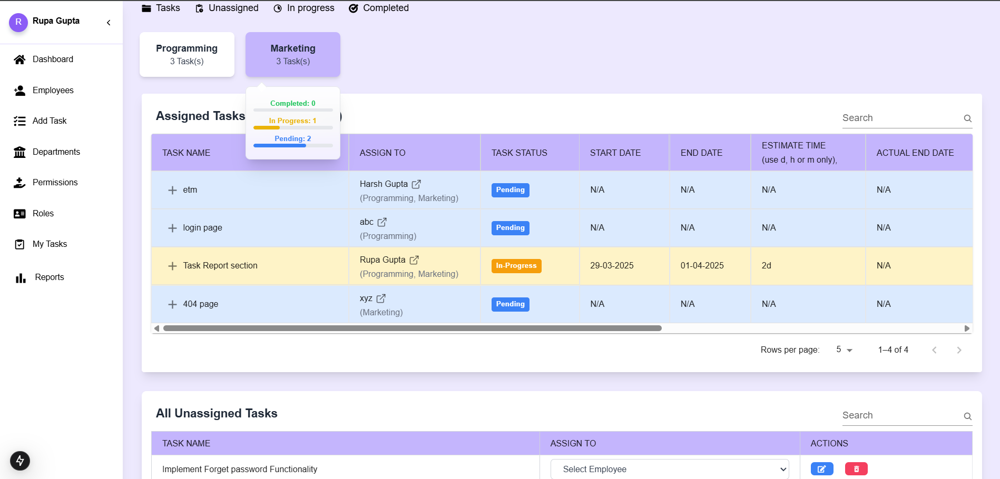 Tasks Unassigned In progress Completed
R Rupa Gupta
Dashboard
Employees
Add Task
Departments
Permissions
Roles
My Tasks
Reports
Programming
3 Task(s)
Marketing
3 Task(s)
Completed: 0
In Progress: 1
Pending: 2
Assigned Tasks )
Search
TASK NAME ASSIGN TO TASK STATUS START DATE END DATE ESTIMATE TIME (use d, h or m only), ACTUAL END DATE
etm Harsh Gupta Pending N/A N/A N/A N/A
(Programming, Marketing)
login page abc Pending N/A N/A N/A N/A
(Programming)
Task Report section Rupa Gupta In-Progress 29-03-2025 01-04-2025 2d N/A
(Programming, Marketing)
404 page xyz Pending N/A N/A N/A N/A
(Marketing)
Rows per page: 5 1–4 of 4
All Unassigned Tasks
Search
TASK NAME ASSIGN TO ACTIONS
Implement Forget password Functionality Select Employee